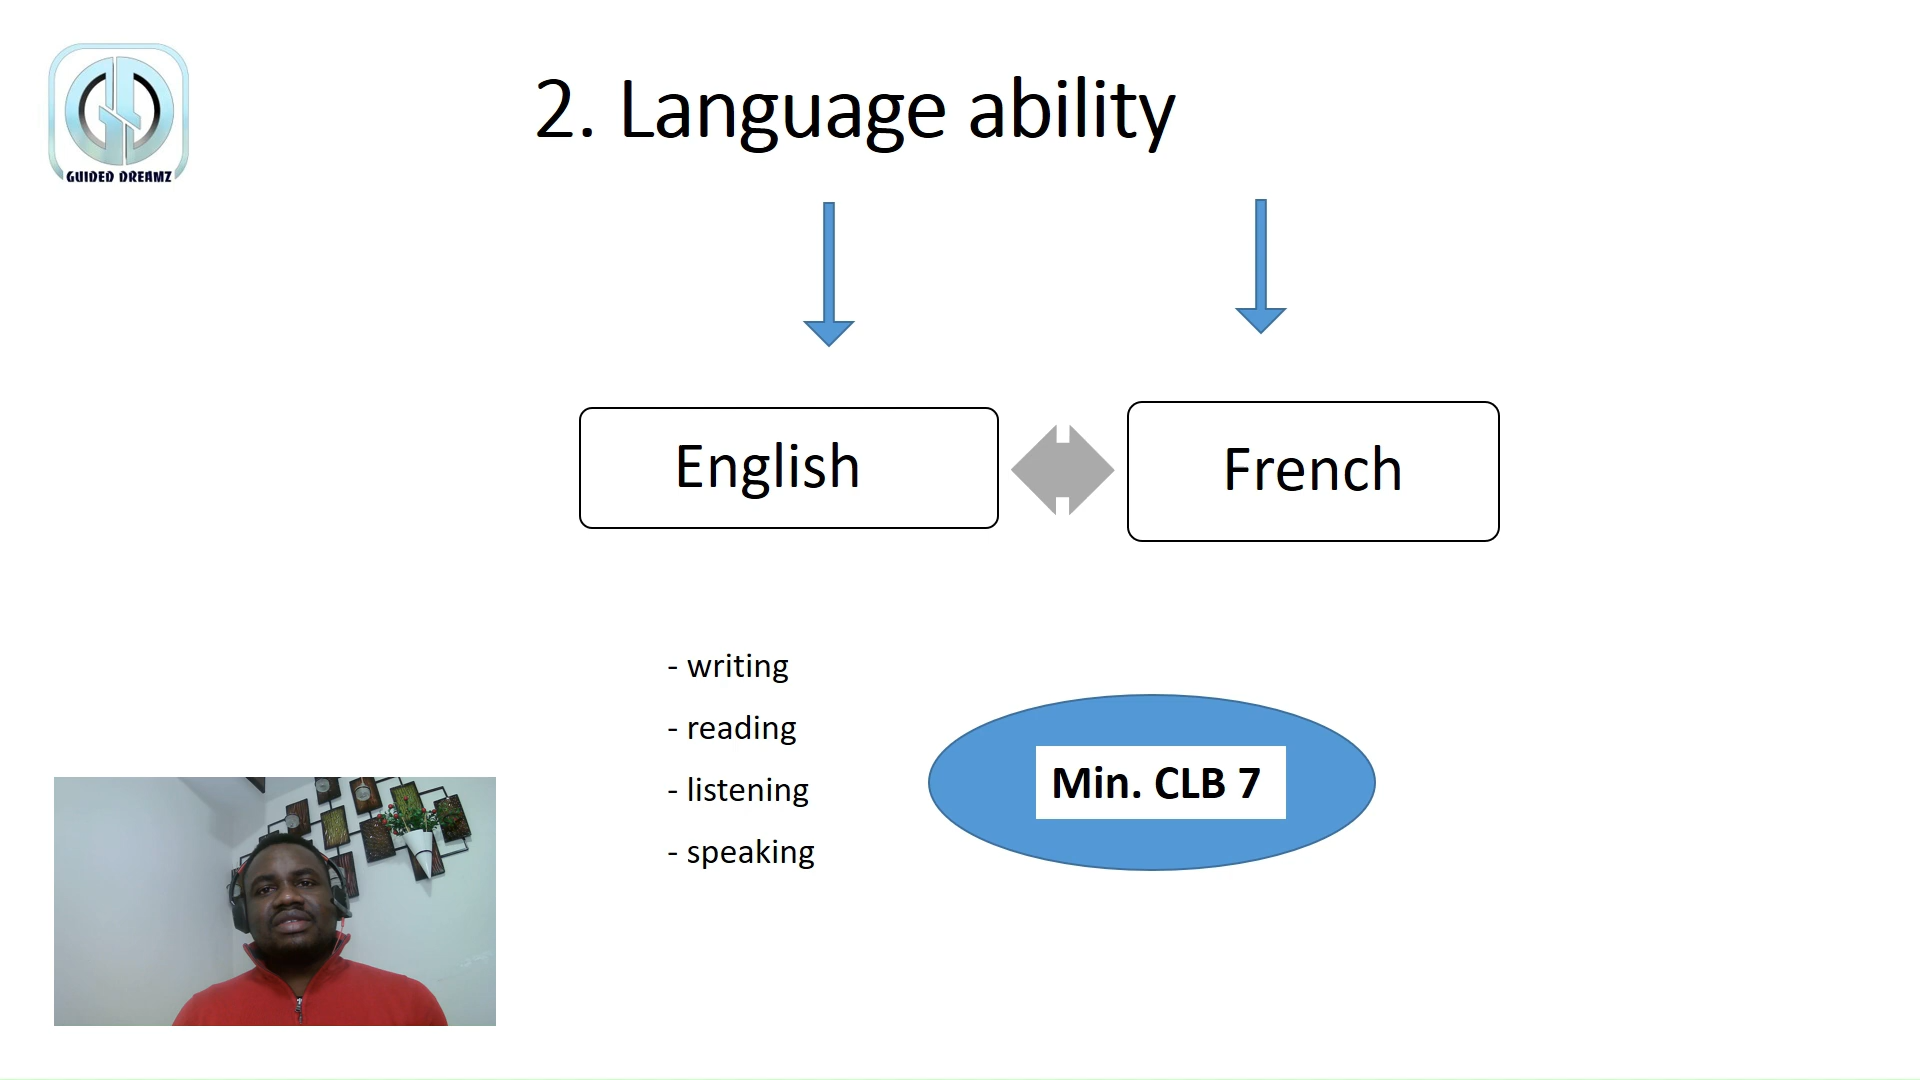 GUIDED DREAMZ
2. Language ability
English
French
- writing
- reading
- listening
- speaking
Min. CLB 7